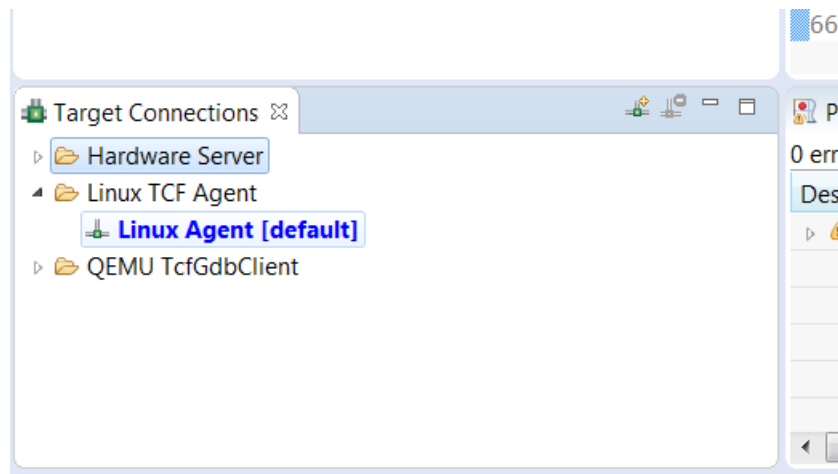 66
Target Connections
P
Hardware Server
0 err
Linux TCF Agent
Des
Linux Agent [default]
QEMU TcfGdbClient